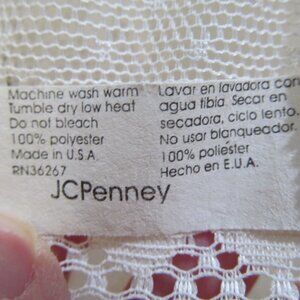 Machine wash warm
Tumble dry low heat
Do not bleach
100% polyester
Made in U.S.A.
RN36267
Lavar en lavadora con
agua tibia. Secar en
secadora, ciclo lento.
No usar blanqueador.
100% poliéster
Hecho en E.U.A.
JCPenney